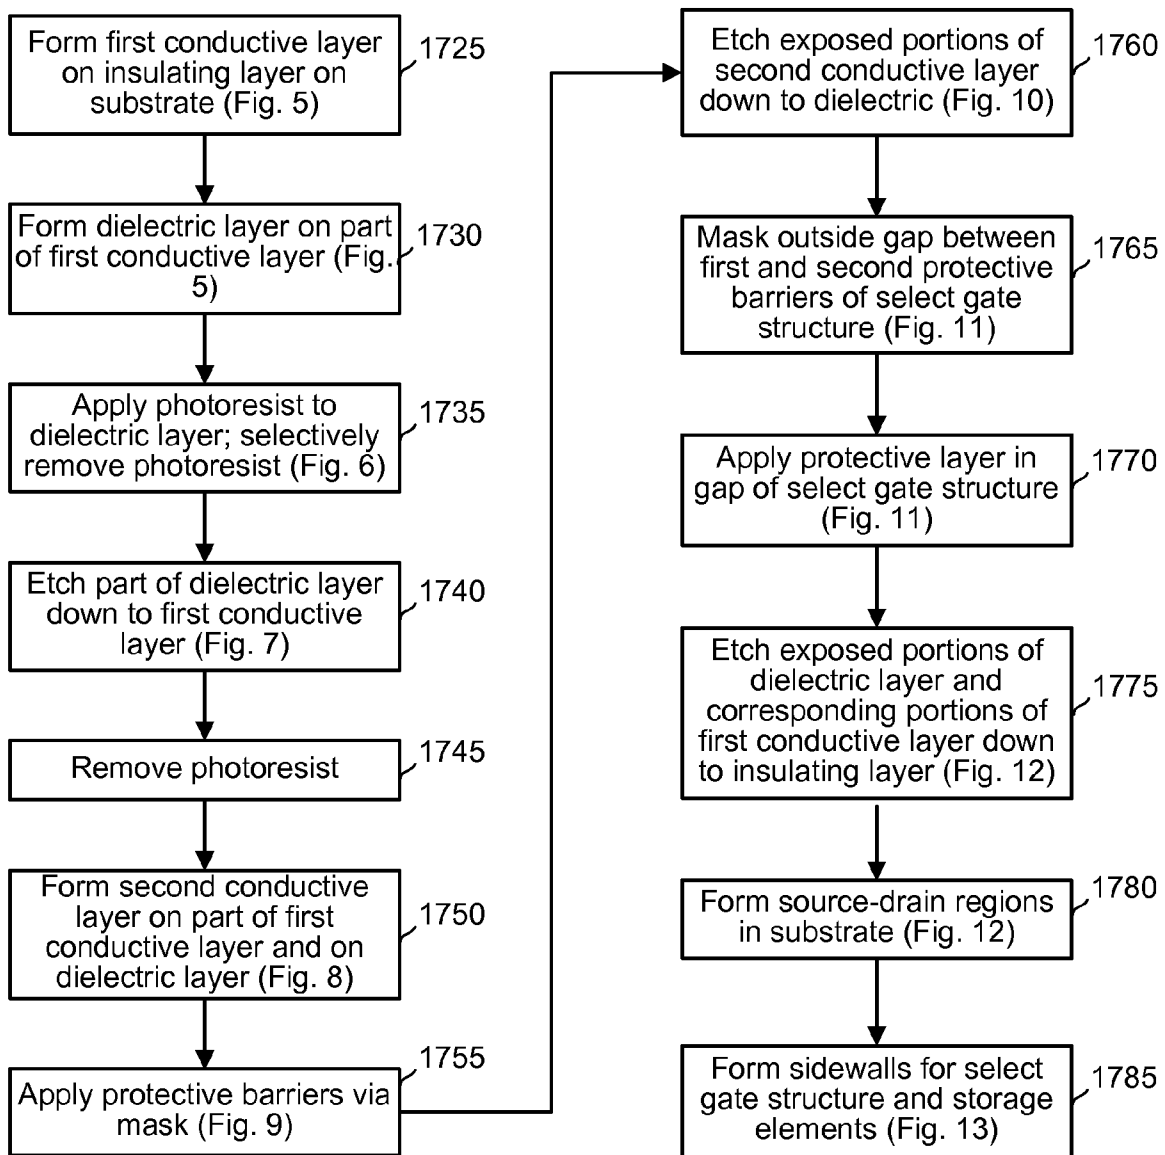 Form first conductive layer
on insulating layer on
substrate (Fig. 5)
1725
Form dielectric layer on part
of first conductive layer (Fig.
5)
1730
Apply photoresist to
dielectric layer; selectively
remove photoresist (Fig. 6)
1735
Etch part of dielectric layer
down to first conductive
layer (Fig. 7)
1740
Remove photoresist
1745
Form second conductive
layer on part of first
conductive layer and on
dielectric layer (Fig. 8)
1750
Apply protective barriers via
mask (Fig. 9)
1755
Etch exposed portions of
second conductive layer
down to dielectric (Fig. 10)
1760
Mask outside gap between
first and second protective
barriers of select gate
structure (Fig. 11)
1765
Apply protective layer in
gap of select gate structure
(Fig. 11)
1770
Etch exposed portions of
dielectric layer and
corresponding portions of
first conductive layer down
to insulating layer (Fig. 12)
1775
Form source-drain regions
in substrate (Fig. 12)
1780
Form sidewalls for select
gate structure and storage
elements (Fig. 13)
1785